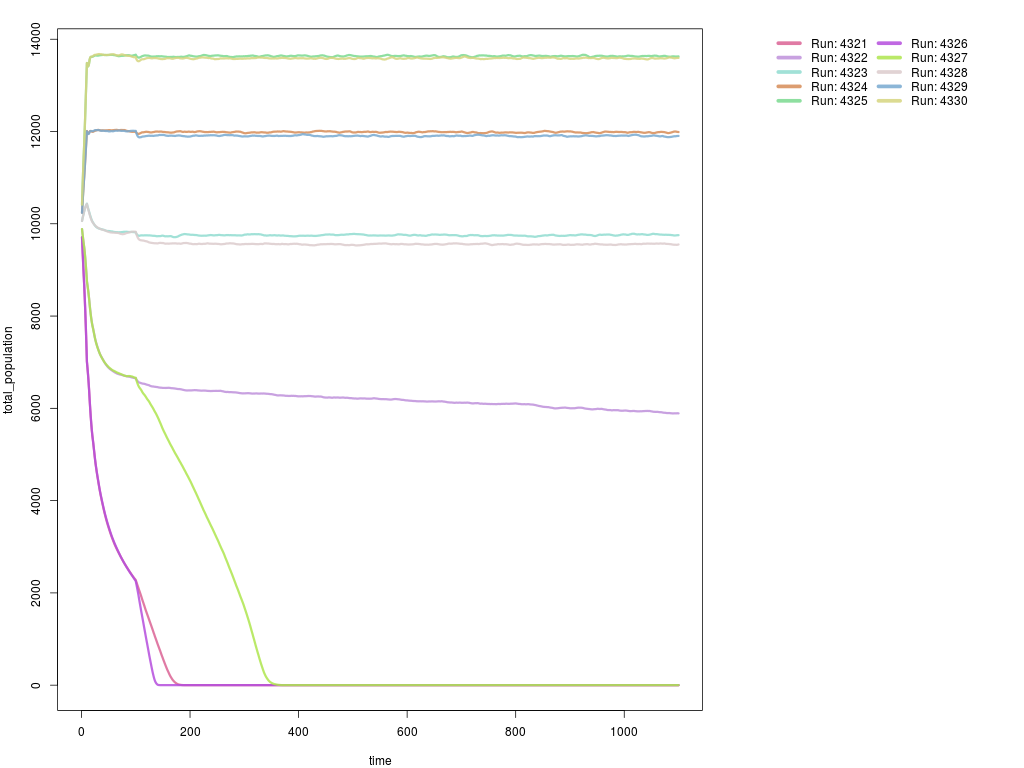 total_population
14000
12000
10000
8000
6000
4000
2000
0
0 200 400 600 800 1000
time
Run: 4321 Run: 4326
Run: 4322 Run: 4327
Run: 4323 Run: 4328
Run: 4324 Run: 4329
Run: 4325 Run: 4330